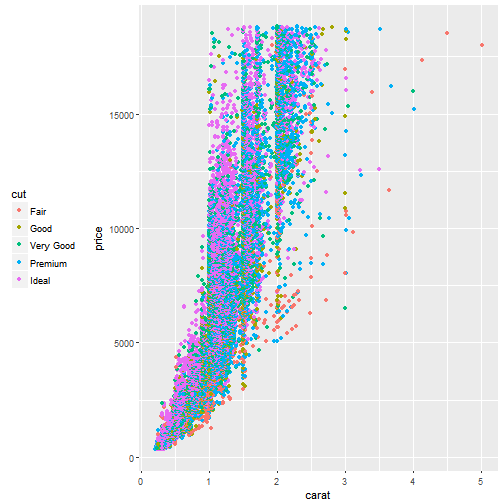 cut
Fair
Good
Very Good
Premium
Ideal
price
15000
10000
5000
0
0 1 2 3 4 5
carat